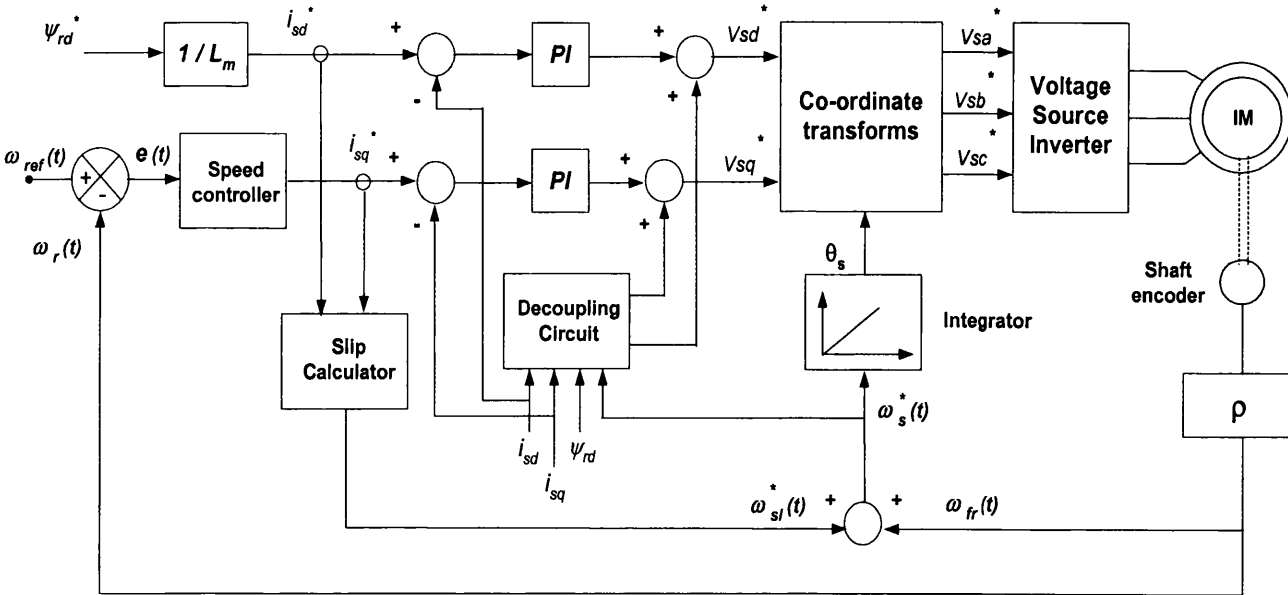 ψrd*
1 / Lm
isd*
+
-
PI
+
+
Vsd*
Co-ordinate
transforms
Vsa*
Vsb*
Vsc*
Voltage
Source
Inverter
IM
ωref(t)
+
-
e(t)
Speed
controller
isq*
+
-
PI
+
+
Vsq*
ωr(t)
θs
Integrator
Shaft
encoder
Slip
Calculator
Decoupling
Circuit
ρ
isd
isq
ψrd
ωs*(t)
ωsl*(t)
+
+
ωfr(t)